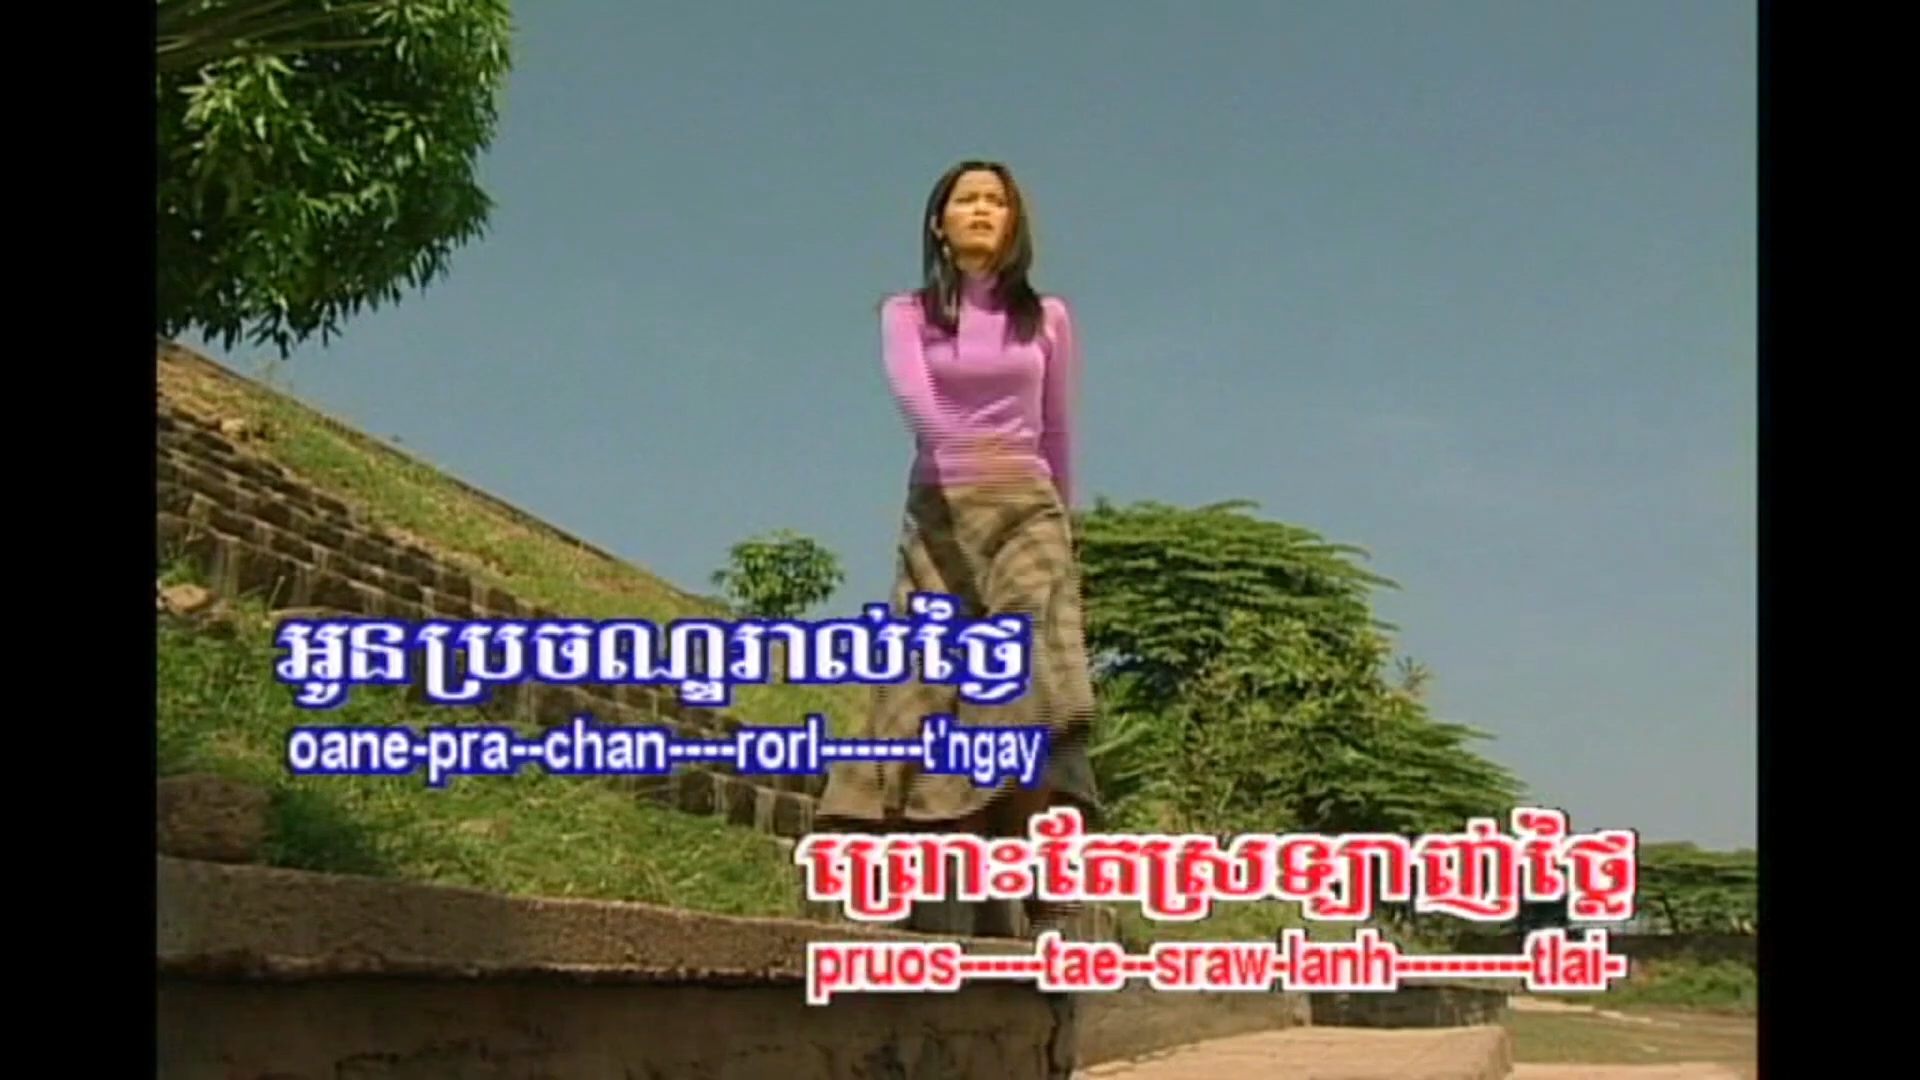 អូនប្រចណ្ឌរាល់ថ្ងៃ
oane-pra--chan----rorl------t'ngay
ព្រោះតែស្រឡាញ់ថ្លៃ
pruos-----tae--sraw-lanh--------tlai-